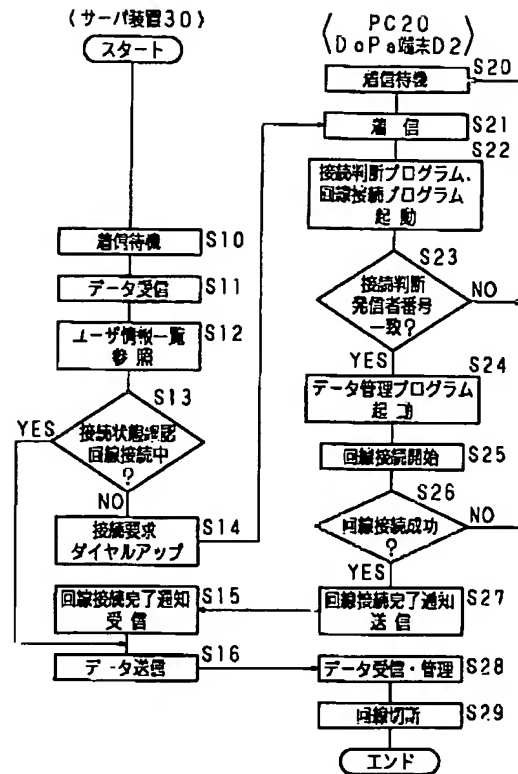 〈サーバ装置30〉
スタート
着信待機 S10
データ受信 S11
ユーザ情報一覧 S12
参照
S13
接続状態確認
回線接続中
?
YES
NO
接続要求 S14
ダイヤルアップ
回線接続完了通知 S15
受信
データ送信 S16
PC20
DoPa端末D2
着信待機 S20
着信 S21
S22
接続判断プログラム、
回線接続プログラム
起動
S23
接続判断
発信者番号
一致?
NO
YES
S24
データ管理プログラム
起動
回線接続開始 S25
S26
回線接続成功
?
NO
YES
回線接続完了通知 S27
送信
データ受信・管理 S28
回線切断 S29
エンド